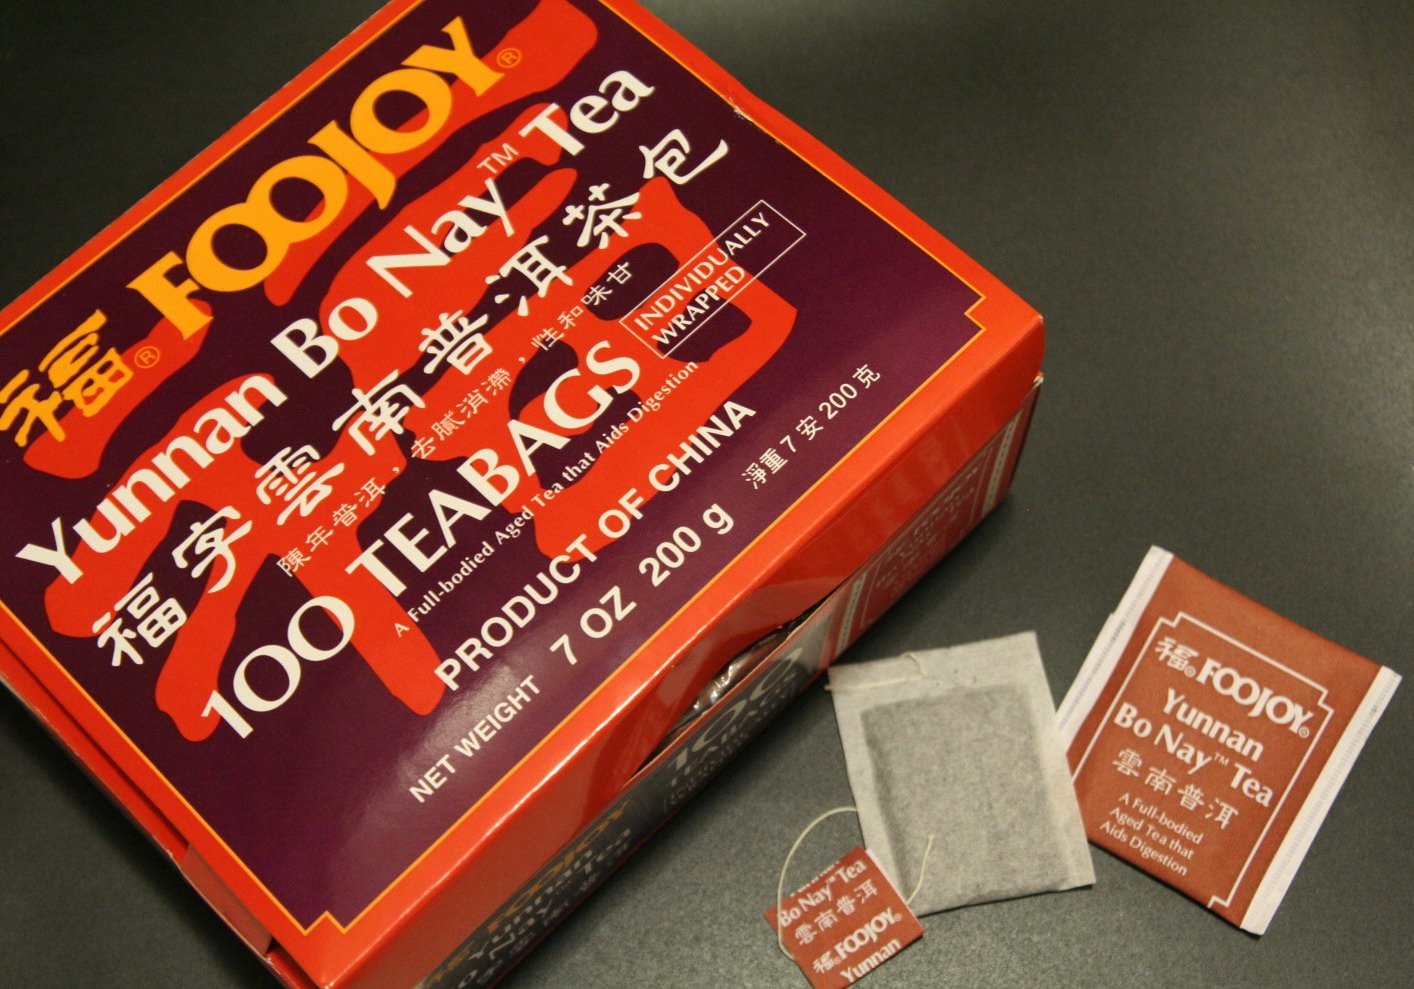 福® FOOJOY®
Yunnan Bo Nay™ Tea
福字雲南普洱茶包
陳年普洱，去膩消滯，性和味甘
100 TEABAGS
INDIVIDUALLY
WRAPPED
A Full-bodied Aged Tea that Aids Digestion
PRODUCT OF CHINA
NET WEIGHT 7 OZ 200 g 淨重 7 安 200 克
福® FOOJOY®
Yunnan
Bo Nay™ Tea
雲南普洱
A Full-bodied
Aged Tea that
Aids Digestion
Bo Nay™ Tea
雲南普洱
福® FOOJOY®
Yunnan